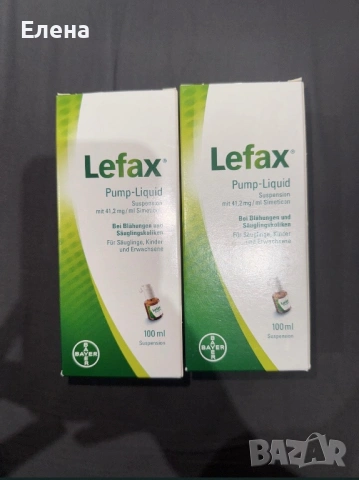 Елена
Lefax®
Pump-Liquid
Suspension
mit 41,2 mg / ml Simeticon
Bei Blähungen und
Säuglingskoliken
Für Säuglinge, Kinder
und Erwachsene
100 ml
Suspension
BAYER
BAYER
Lefax®
Pump-Liquid
Suspension
mit 41,2 mg / ml Simeticon
Bei Blähungen und
Säuglingskoliken
Für Säuglinge, Kinder
und Erwachsene
100 ml
Suspension
BAYER
BAYER
BAZAR